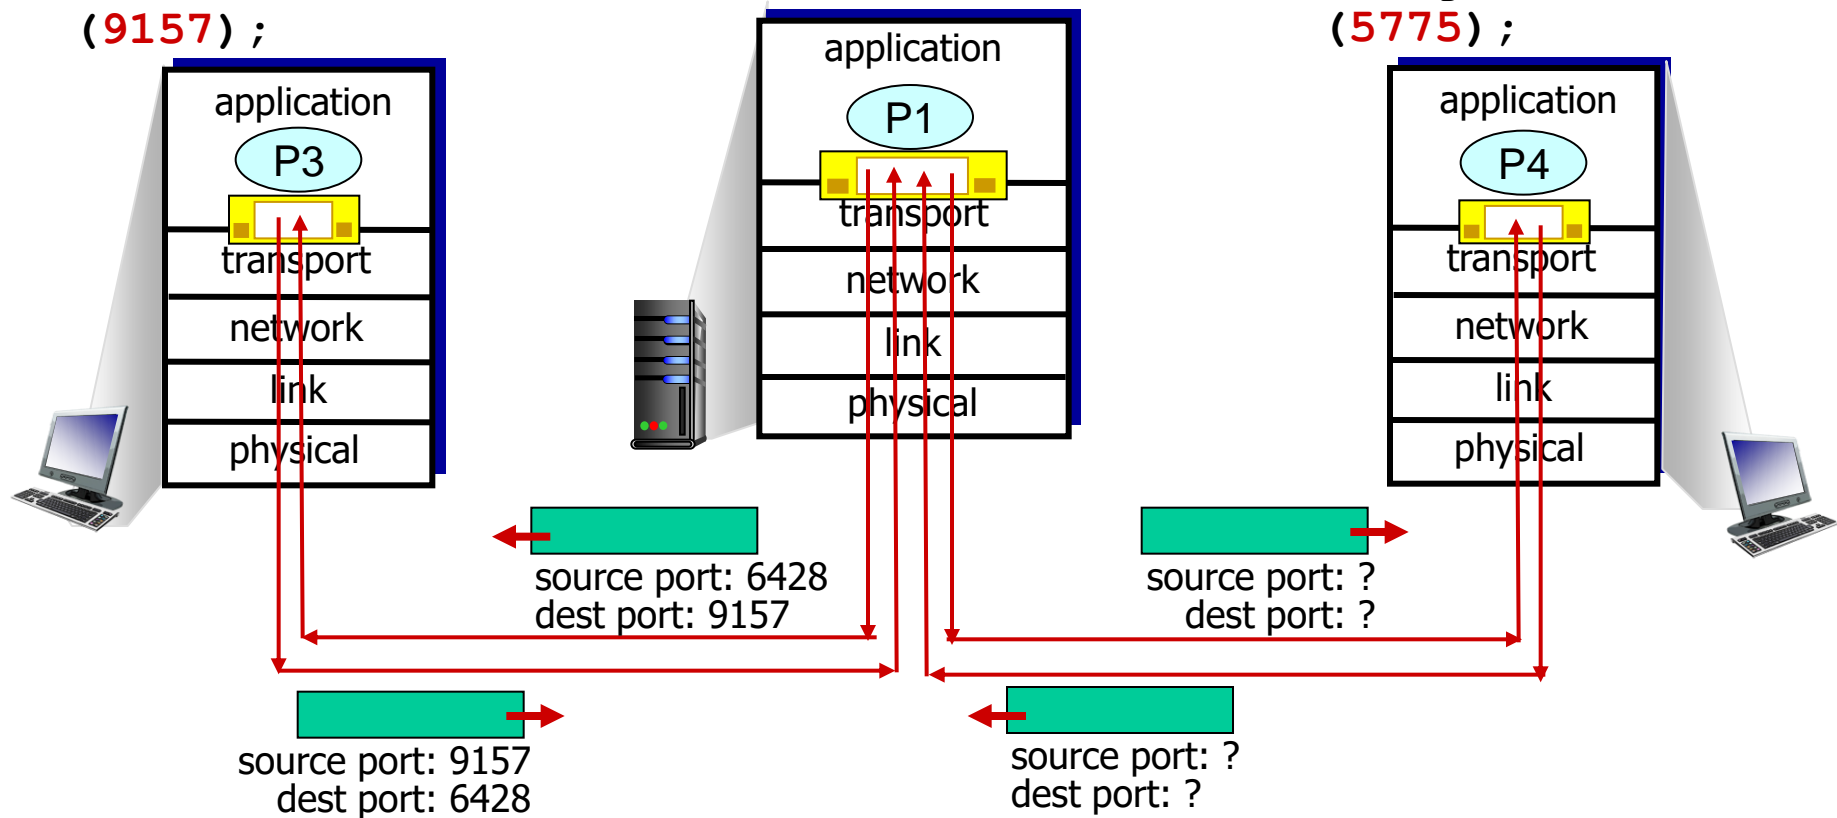 (9157);
application
P3
transport
network
link
physical
application
P1
transport
network
link
physical
(5775);
application
P4
transport
network
link
physical
source port: 6428
dest port: 9157
source port: ?
dest port: ?
source port: 9157
dest port: 6428
source port: ?
dest port: ?